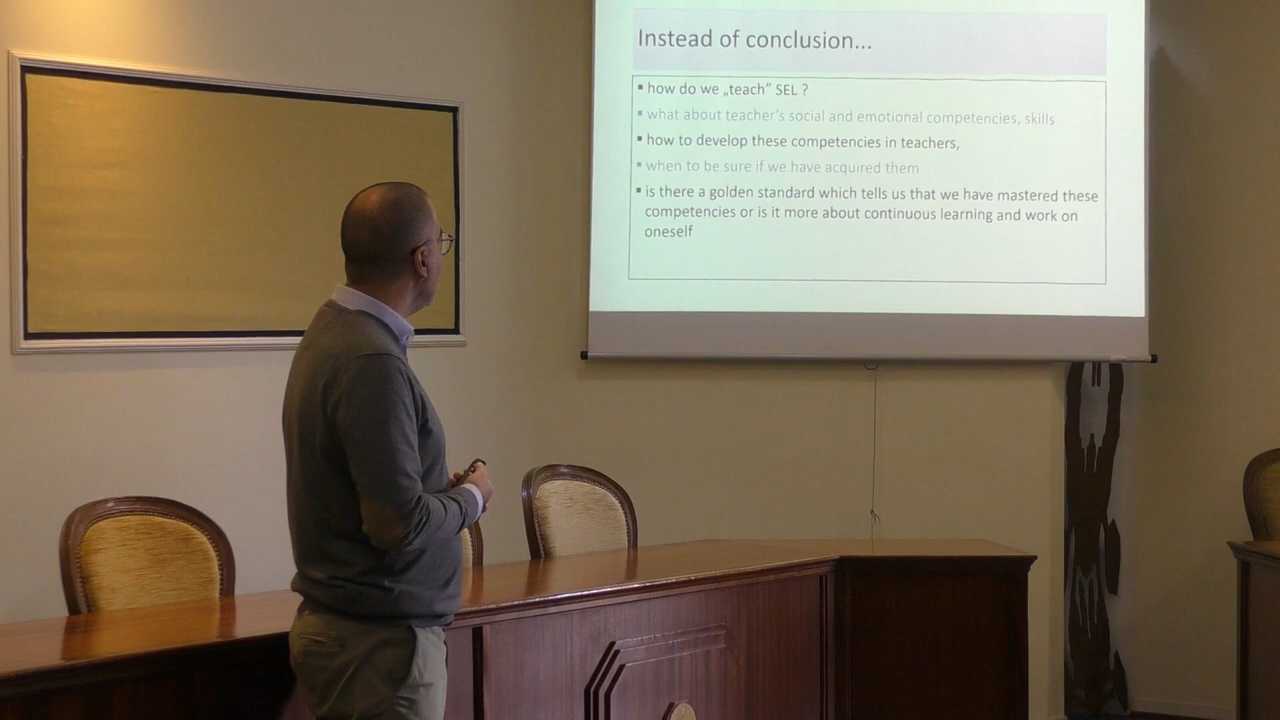 Instead of conclusion...
▪ how do we „teach” SEL ?
▪ what about teacher's social and emotional competencies, skills
▪ how to develop these competencies in teachers,
▪ when to be sure if we have acquired them
▪ is there a golden standard which tells us that we have mastered these
competencies or is it more about continuous learning and work on
oneself